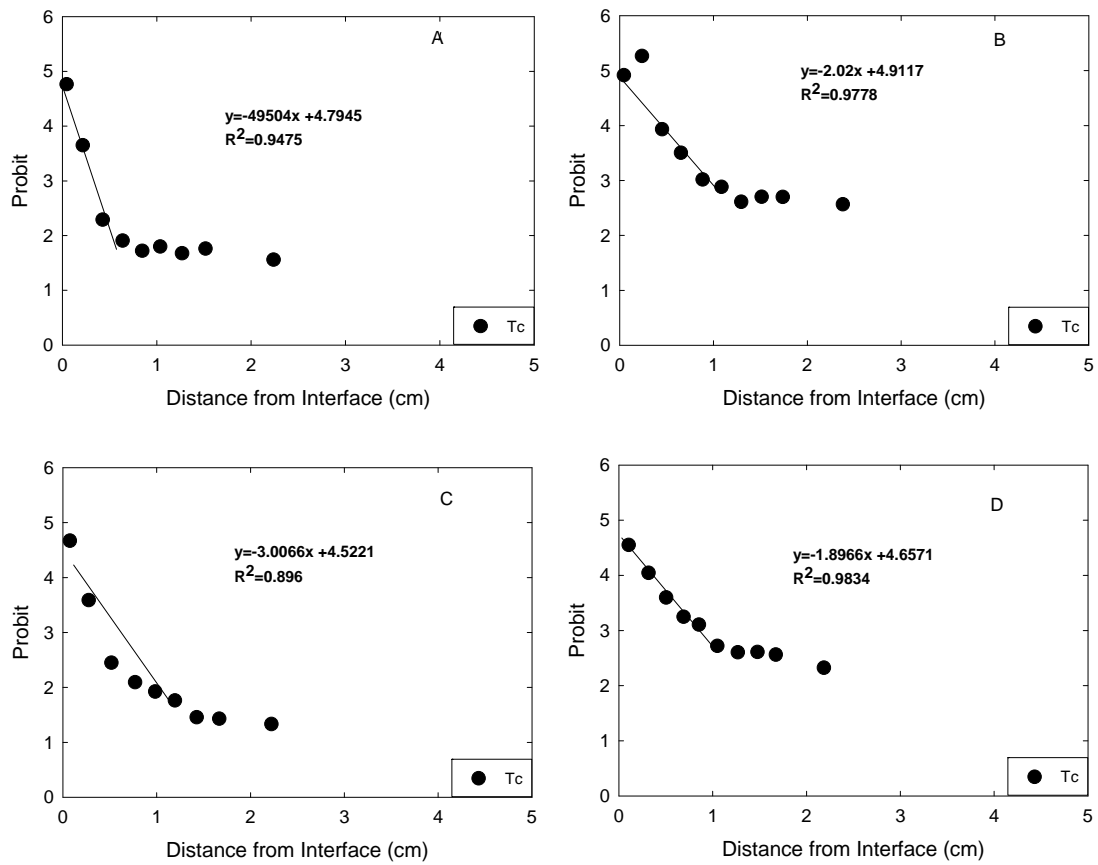 A
y=-49504x +4.7945
R2=0.9475
Probit
6
5
4
3
2
1
0
0 1 2 3 4 5
Distance from Interface (cm)
Tc
B
y=-2.02x +4.9117
R2=0.9778
Probit
6
5
4
3
2
1
0
0 1 2 3 4 5
Distance from Interface (cm)
Tc
C
y=-3.0066x +4.5221
R2=0.896
Probit
6
5
4
3
2
1
0
0 1 2 3 4 5
Distance from Interface (cm)
Tc
D
y=-1.8966x +4.6571
R2=0.9834
Probit
6
5
4
3
2
1
0
0 1 2 3 4 5
Distance from Interface (cm)
Tc